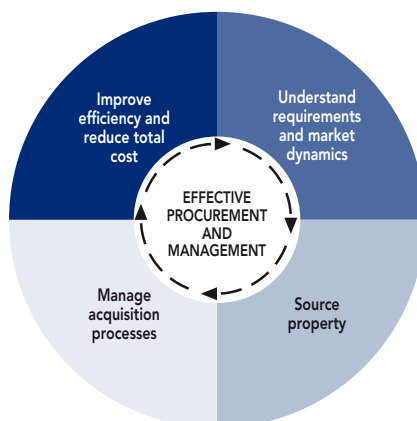 Improve
efficiency and
reduce total
cost
Understand
requirements
and market
dynamics
EFFECTIVE
PROCUREMENT
AND
MANAGEMENT
Manage
acquisition
processes
Source
property